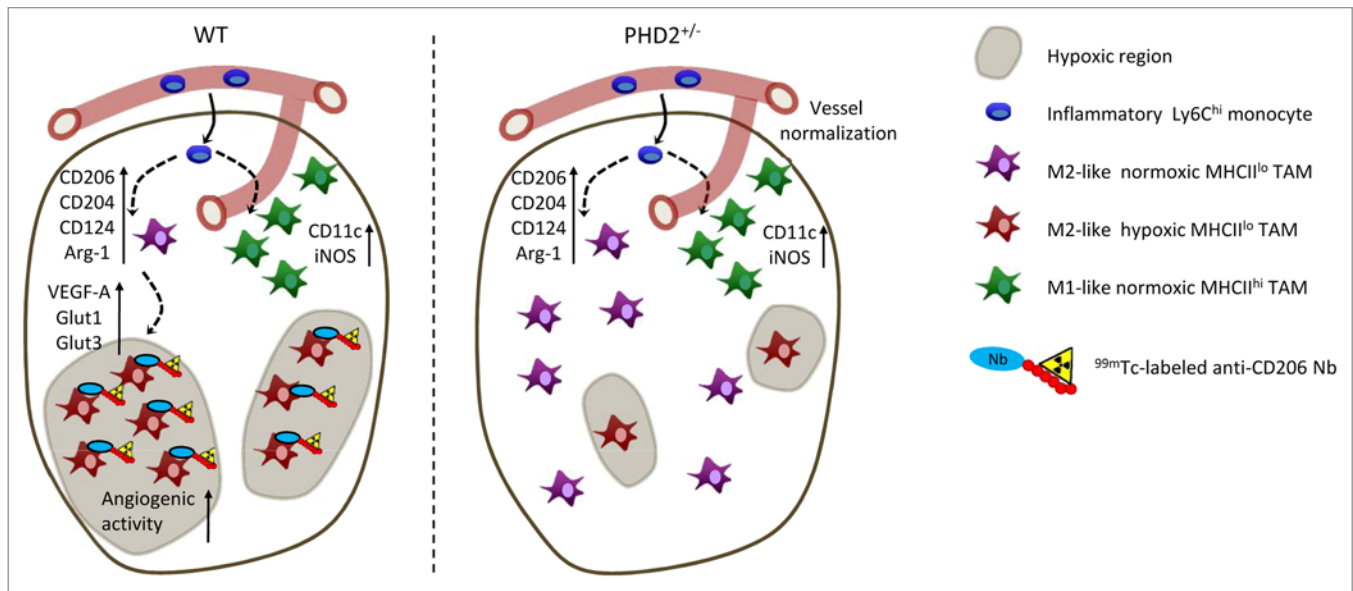 WT
CD206
CD204
CD124
Arg-1
VEGF-A
Glut1
Glut3
CD11c
iNOS
Angiogenic
activity
PHD2+/-
Vessel
normalization
CD206
CD204
CD124
Arg-1
CD11c
iNOS
Hypoxic region
Inflammatory Ly6Chi monocyte
M2-like normoxic MHCIIlo TAM
M2-like hypoxic MHCIIlo TAM
M1-like normoxic MHCIIhi TAM
Nb
99mTc-labeled anti-CD206 Nb